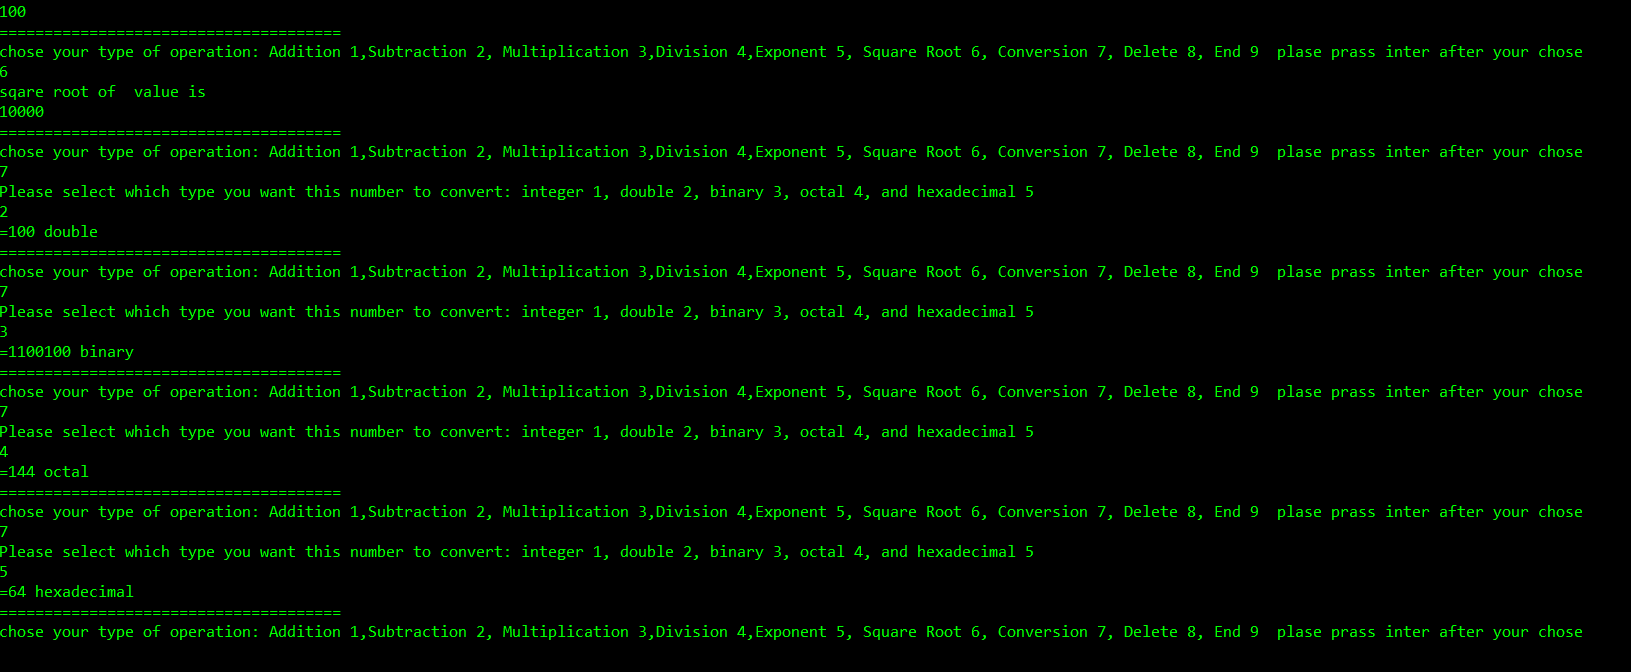 100
======================================
chose your type of operation: Addition 1,Subtraction 2, Multiplication 3,Division 4,Exponent 5, Square Root 6, Conversion 7, Delete 8, End 9  plase prass inter after your chose
6
sqare root of  value is
10000
======================================
chose your type of operation: Addition 1,Subtraction 2, Multiplication 3,Division 4,Exponent 5, Square Root 6, Conversion 7, Delete 8, End 9  plase prass inter after your chose
7
Please select which type you want this number to convert: integer 1, double 2, binary 3, octal 4, and hexadecimal 5
2
=100 double
======================================
chose your type of operation: Addition 1,Subtraction 2, Multiplication 3,Division 4,Exponent 5, Square Root 6, Conversion 7, Delete 8, End 9  plase prass inter after your chose
7
Please select which type you want this number to convert: integer 1, double 2, binary 3, octal 4, and hexadecimal 5
3
=1100100 binary
======================================
chose your type of operation: Addition 1,Subtraction 2, Multiplication 3,Division 4,Exponent 5, Square Root 6, Conversion 7, Delete 8, End 9  plase prass inter after your chose
7
Please select which type you want this number to convert: integer 1, double 2, binary 3, octal 4, and hexadecimal 5
4
=144 octal
======================================
chose your type of operation: Addition 1,Subtraction 2, Multiplication 3,Division 4,Exponent 5, Square Root 6, Conversion 7, Delete 8, End 9  plase prass inter after your chose
7
Please select which type you want this number to convert: integer 1, double 2, binary 3, octal 4, and hexadecimal 5
5
=64 hexadecimal
======================================
chose your type of operation: Addition 1,Subtraction 2, Multiplication 3,Division 4,Exponent 5, Square Root 6, Conversion 7, Delete 8, End 9  plase prass inter after your chose